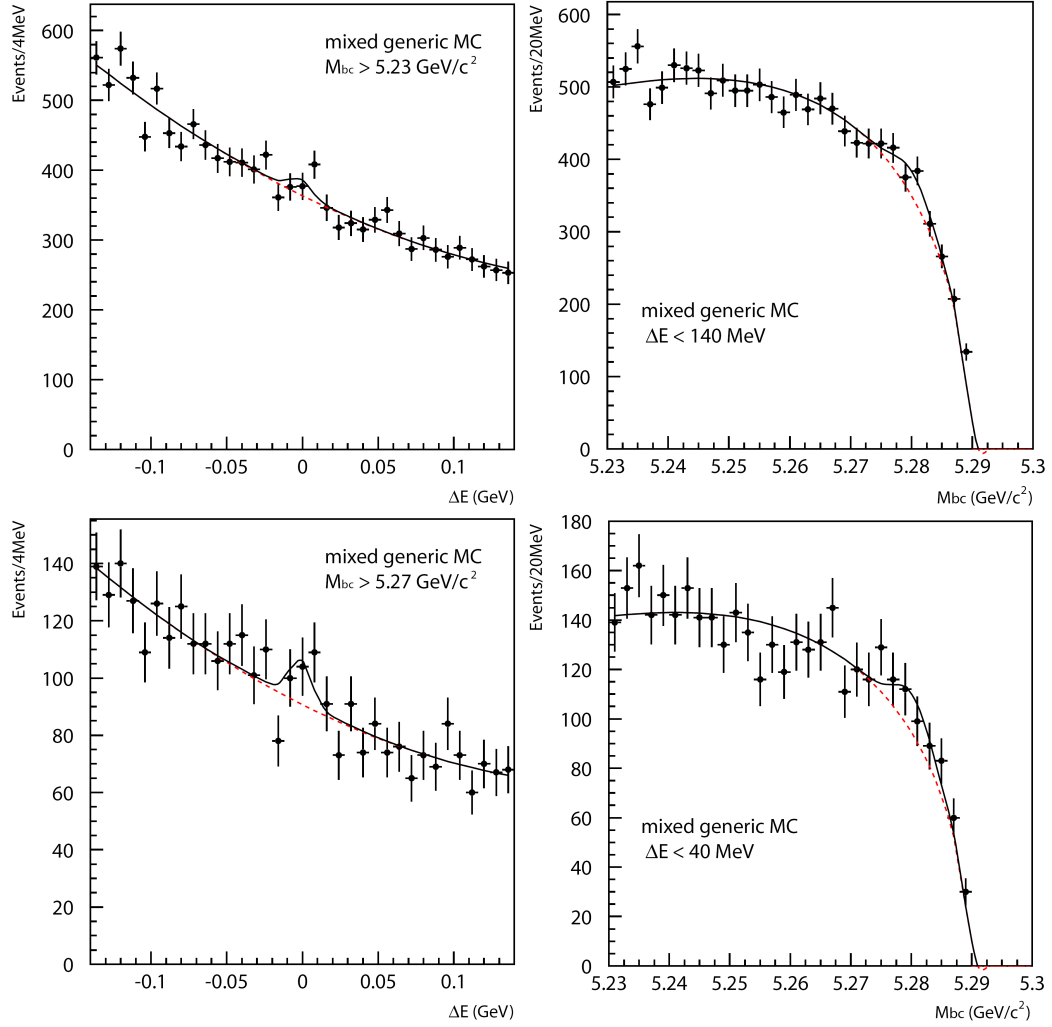 Events/4MeV
600
500
400
300
200
100
0
mixed generic MC
Mbc > 5.23 GeV/c²
-0.1 -0.05 0 0.05 0.1
ΔE (GeV)
Events/20MeV
600
500
400
300
200
100
0
mixed generic MC
ΔE < 140 MeV
5.23 5.24 5.25 5.26 5.27 5.28 5.29 5.3
Mbc (GeV/c²)
Events/4MeV
140
120
100
80
60
40
20
0
mixed generic MC
Mbc > 5.27 GeV/c²
-0.1 -0.05 0 0.05 0.1
ΔE (GeV)
Events/20MeV
180
160
140
120
100
80
60
40
20
0
mixed generic MC
ΔE < 40 MeV
5.23 5.24 5.25 5.26 5.27 5.28 5.29 5.3
Mbc (GeV/c²)